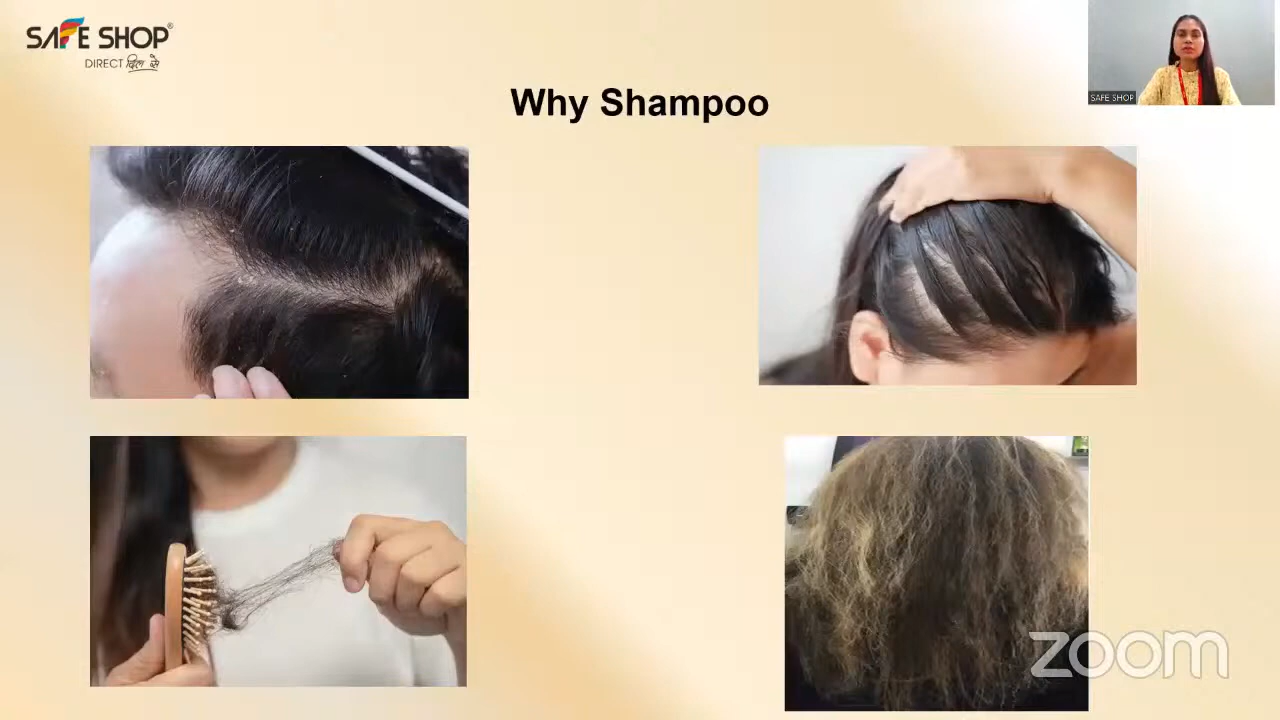 SAFE SHOP®
DIRECT दिल से
Why Shampoo
SAFE SHOP
zoom